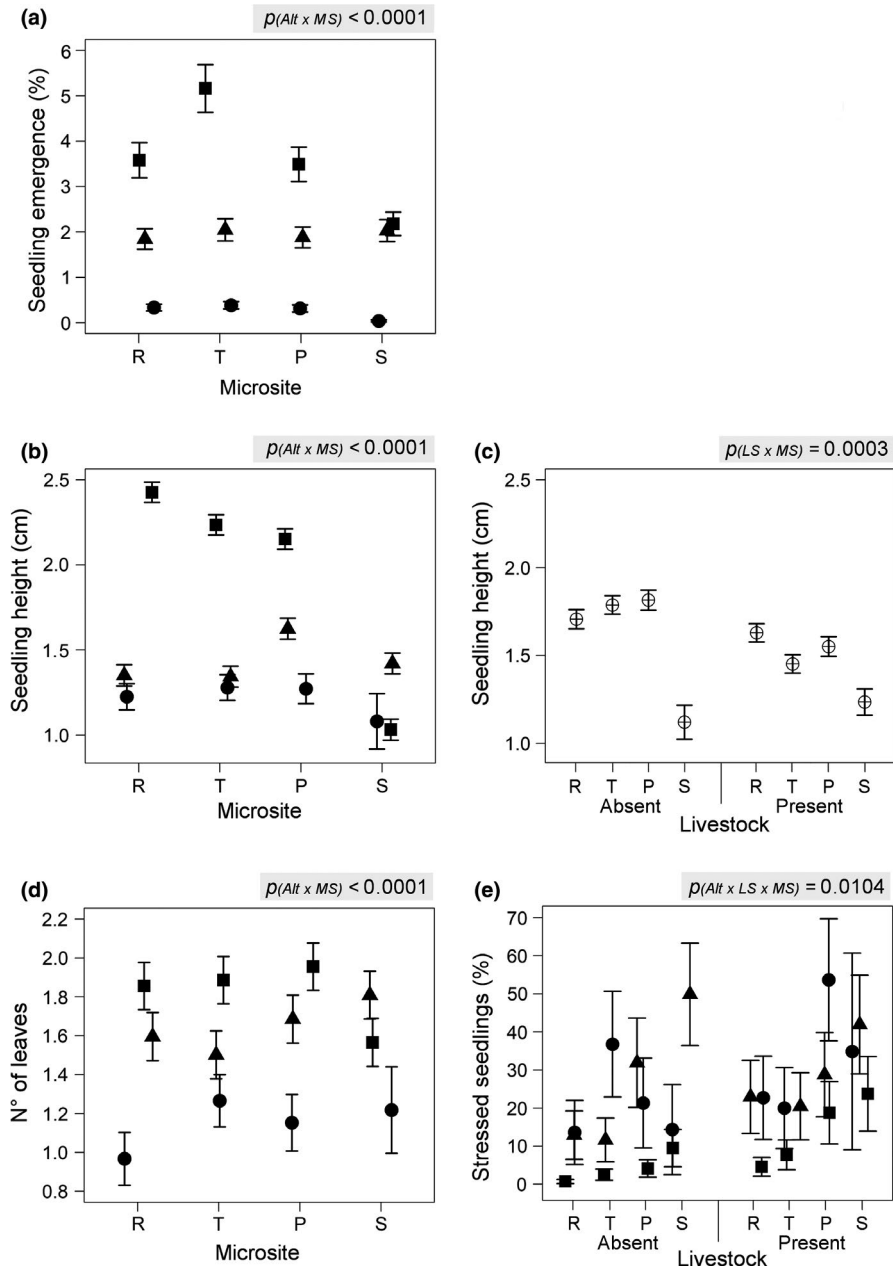 (a)
p(Alt x MS) < 0.0001
Seedling emergence (%)
6
5
4
3
2
1
0
R T P S
Microsite
(b)
p(Alt x MS) < 0.0001
Seedling height (cm)
2.5
2.0
1.5
1.0
R T P S
Microsite
(c)
p(LS x MS) = 0.0003
Seedling height (cm)
2.5
2.0
1.5
1.0
R T P S R T P S
Absent Present
Livestock
(d)
p(Alt x MS) < 0.0001
N° of leaves
2.2
2.0
1.8
1.6
1.4
1.2
1.0
0.8
R T P S
Microsite
(e)
p(Alt x LS x MS) = 0.0104
Stressed seedlings (%)
70
60
50
40
30
20
10
0
R T P S R T P S
Absent Present
Livestock